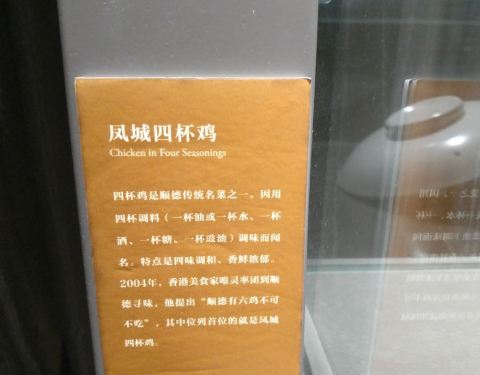 凤城四杯鸡
Chicken in Four Seasonings
四杯鸡是顺德传统名菜之一，因用
四杯调料（一杯油或一杯水、一杯
酒、一杯糖、一杯豉油）调味而闻
名。特点是四味调和、香鲜浓郁。
2004年，香港美食家唯灵率团到顺
德寻味，他提出“顺德有六鸡不可
不吃”，其中位列首位的就是凤城
四杯鸡。